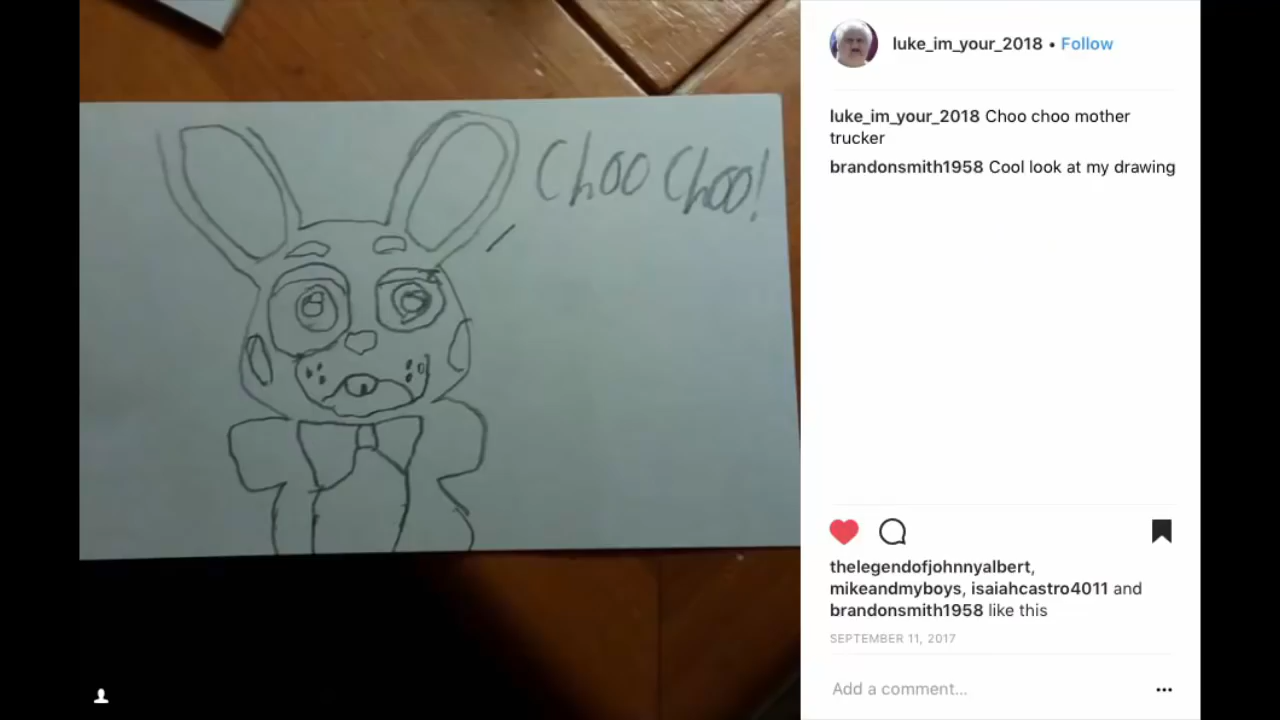 Choo Choo!
luke_im_your_2018 • Follow
luke_im_your_2018 Choo choo mother
trucker
brandonsmith1958 Cool look at my drawing
thelegendofjohnnyalbert,
mikeandmyboys, isaiahcastro4011 and
brandonsmith1958 like this
SEPTEMBER 11, 2017
Add a comment...